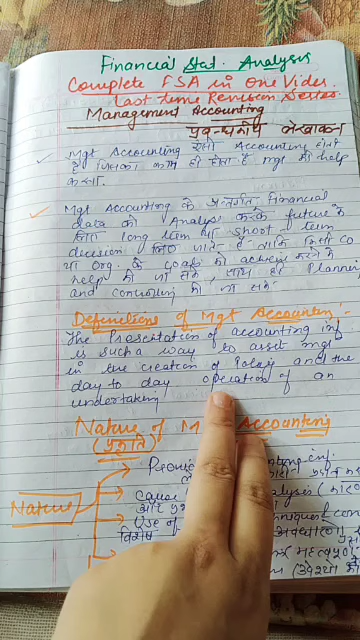 Financial Stat. Analysis
Complete FSA in One Video
Last time Revision Series.
Management Accounting
प्रबन्धकीय लेखांकन
Mgt Accounting ऐसी Accounting होती
है जिसका काम ही होता है mgt की help
करना
Mgt Accounting के अन्तर्गत Financial
data को Analysis करके future के
लिए long term या short term
decision लिए जाते है ताकि किसी Co
या Org. के goals को achieve करने में
help की जा सके, साथ ही Planning
and controlling की जा सके
Definitions of Mgt Accounting :-
The Presentation of accounting inf
is such a way to asset mgt
in the creation of Policy and the
day to day operation of an
undertaking
Nature of M Accounting
(प्रकृति)
Nature
Use of
विशेष